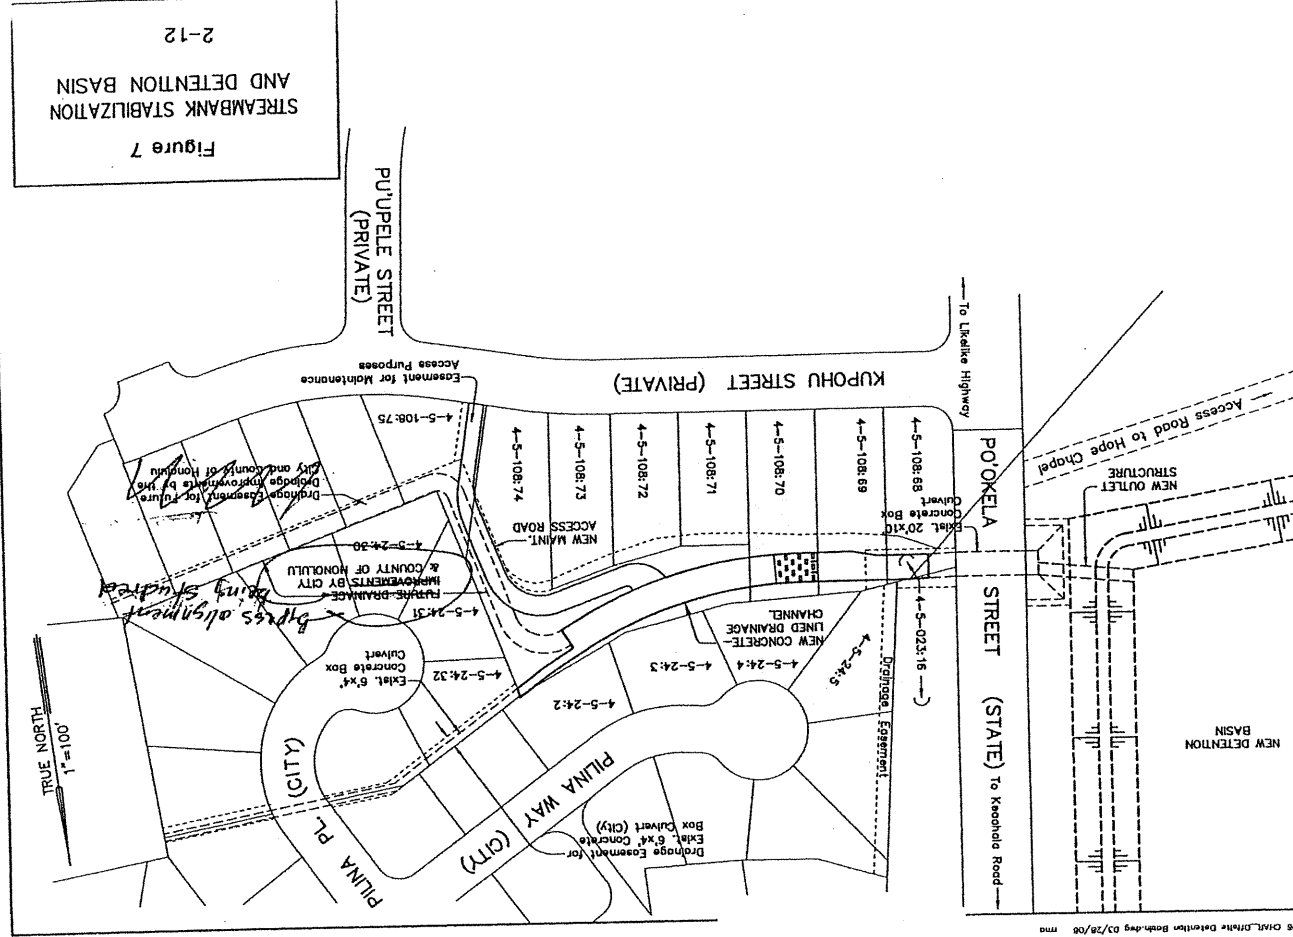 Figure 7
STREAMBANK STABILIZATION
AND DETENTION BASIN
2-12
PU'UPELE STREET
(PRIVATE)
KUPOHU STREET (PRIVATE)
Easement for Maintenance
Access Purposes
4-5-108:75
4-5-108:74
4-5-108:73
4-5-108:72
4-5-108:71
4-5-108:70
4-5-108:69
4-5-108:68
To Likelike Highway
PO'OKELA STREET (STATE)
To Keaahala Road
Access Road to Hope Chapel
NEW OUTLET
STRUCTURE
NEW DETENTION
BASIN
Exist. 20'x10'
Concrete Box
Culvert
4-5-023:16
Drainage Easement
Drainage Easement for Future
Drainage Improvements by the
City and County of Honolulu
NEW MAINT.
ACCESS ROAD
4-5-24:30
FUTURE DRAINAGE
IMPROVEMENTS BY CITY
& COUNTY OF HONOLULU
Bypass alignment
being studied
4-5-24:31
4-5-24:32
Exist. 6'x4'
Concrete Box
Culvert
NEW CONCRETE-
LINED DRAINAGE
CHANNEL
4-5-24:2
4-5-24:3
4-5-24:4
4-5-24:5
PILINA WAY
(CITY)
PILINA PL. (CITY)
Drainage Easement for
Exist. 6'x4' Concrete
Box Culvert (City)
TRUE NORTH
1"=100'
Detention Basin.dwg 03/28/06 rma